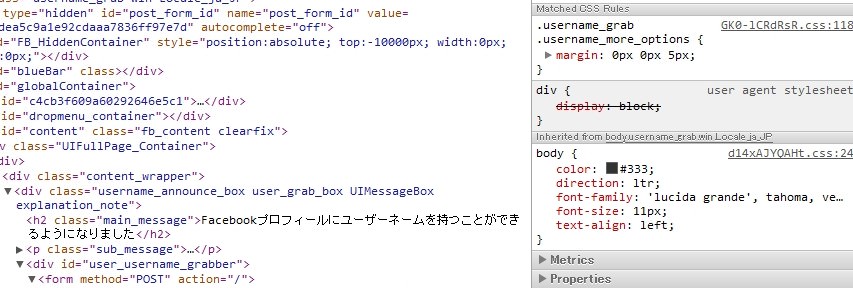 type="hidden" id="post_form_id" name="post_form_id" value=
dea5c9a1e92cdaaa7836ff97e7d" autocomplete="off">
d="FB_HiddenContainer" style="position:absolute; top:-10000px; width:0px;
:0px;"></div>
d="blueBar" class></div>
d="globalContainer">
id="c4cb3f609a60292646e5c1">…</div>
id="dropmenu_container"></div>
id="content" class="fb_content clearfix">
v class="UIFullPage_Container">
div>
<div class="content_wrapper">
▼<div class="username_announce_box user_grab_box UIMessageBox
explanation_note">
<h2 class="main_message">Facebookプロフィールにユーザーネームを持つことができ
るようになりました</h2>
▶<p class="sub_message">…</p>
▼<div id="user_username_grabber">
▼<form method="POST" action="/">
Matched CSS Rules
.username_grab GK0-lCRdRsR.css:118
.username_more_options {
▶ margin: 0px 0px 5px;
}
div { user agent stylesheet
display: block;
}
Inherited from body.username_grab.win.Locale_ja_JP
body { d14xAJYQAHt.css:24
color: #333;
direction: ltr;
font-family: 'lucida grande', tahoma, ve…
font-size: 11px;
text-align: left;
}
▶ Metrics
▶ Properties